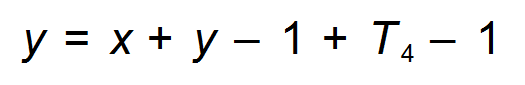 y = x + y – 1 + T₄ – 1